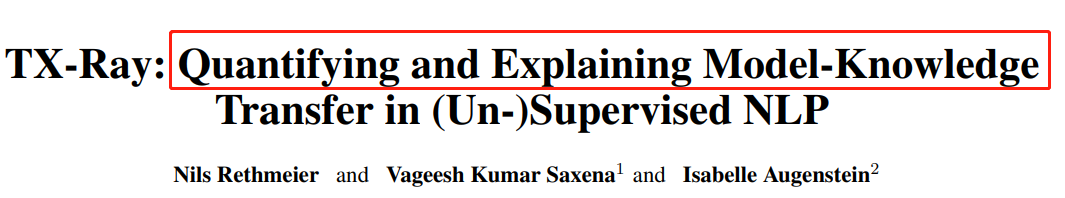 TX-Ray: Quantifying and Explaining Model-Knowledge
Transfer in (Un-)Supervised NLP
Nils Rethmeier and Vageesh Kumar Saxena1 and Isabelle Augenstein2